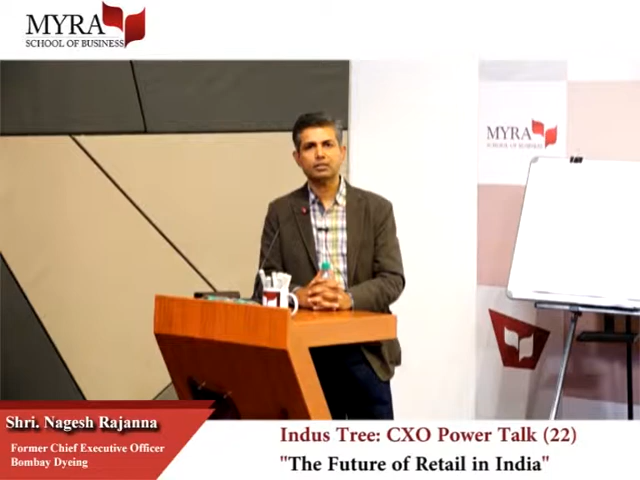 MYRA
SCHOOL OF BUSINESS
MYRA
SCHOOL OF BUSINESS
Shri. Nagesh Rajanna
Former Chief Executive Officer
Bombay Dyeing
Indus Tree: CXO Power Talk (22)
"The Future of Retail in India"